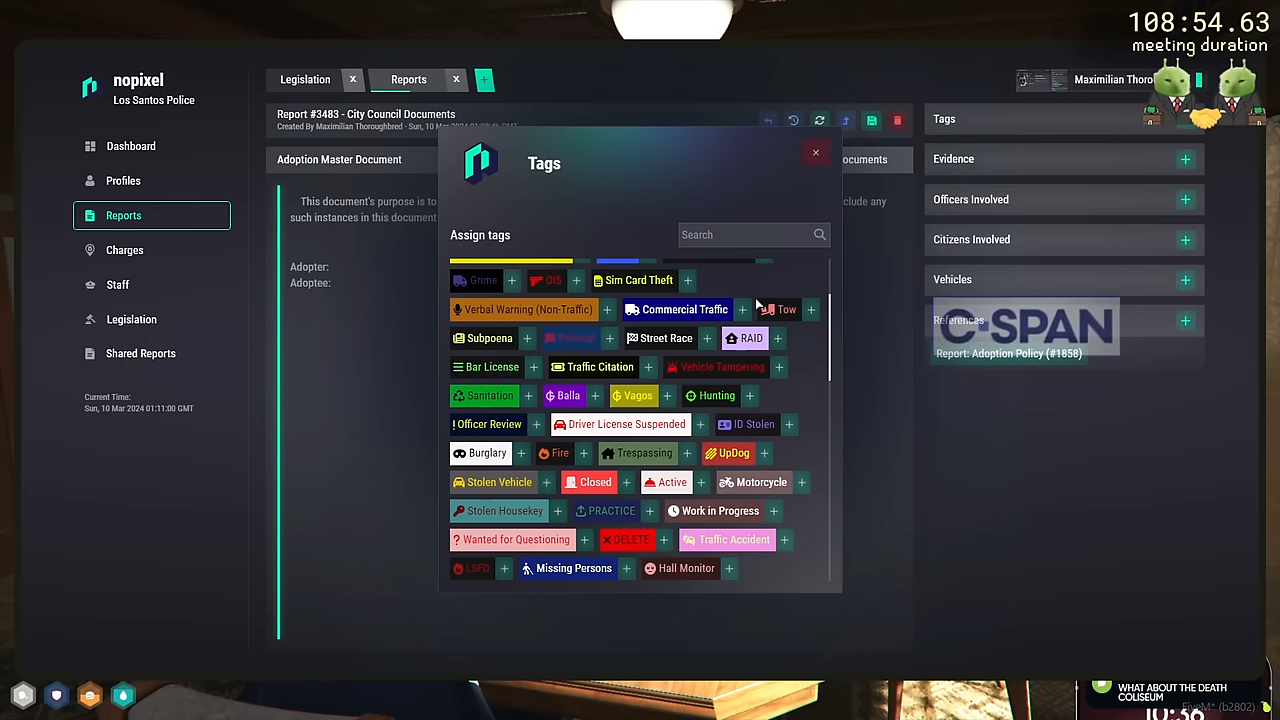 108:54.63
meeting duration
nopixel
Los Santos Police
Legislation
Reports
Maximilian Thoro
Report #3483 - City Council Documents
Created By Maximilian Thoroughbred - Sun, 10 Mar 2024
Adoption Master Document
ocuments
This document's purpose is to
clude any
such instances in this document
Adopter:
Adoptee:
Dashboard
Profiles
Reports
Charges
Staff
Legislation
Shared Reports
Current Time:
Sun, 10 Mar 2024 01:11:00 GMT
Tags
Assign tags
Search
Grime
OIS
Sim Card Theft
Verbal Warning (Non-Traffic)
Commercial Traffic
Tow
Subpoena
Political
Street Race
RAID
Bar License
Traffic Citation
Vehicle Tampering
Sanitation
Balla
Vagos
Hunting
! Officer Review
Driver License Suspended
ID Stolen
Burglary
Fire
Trespassing
UpDog
Stolen Vehicle
Closed
Active
Motorcycle
Stolen Housekey
PRACTICE
Work in Progress
? Wanted for Questioning
DELETE
Traffic Accident
LSFD
Missing Persons
Hall Monitor
Tags
Evidence
Officers Involved
Citizens Involved
Vehicles
References
C-SPAN
Report: Adoption Policy (#1858)
WHAT ABOUT THE DEATH
COLISEUM
FiveM* (b2802)